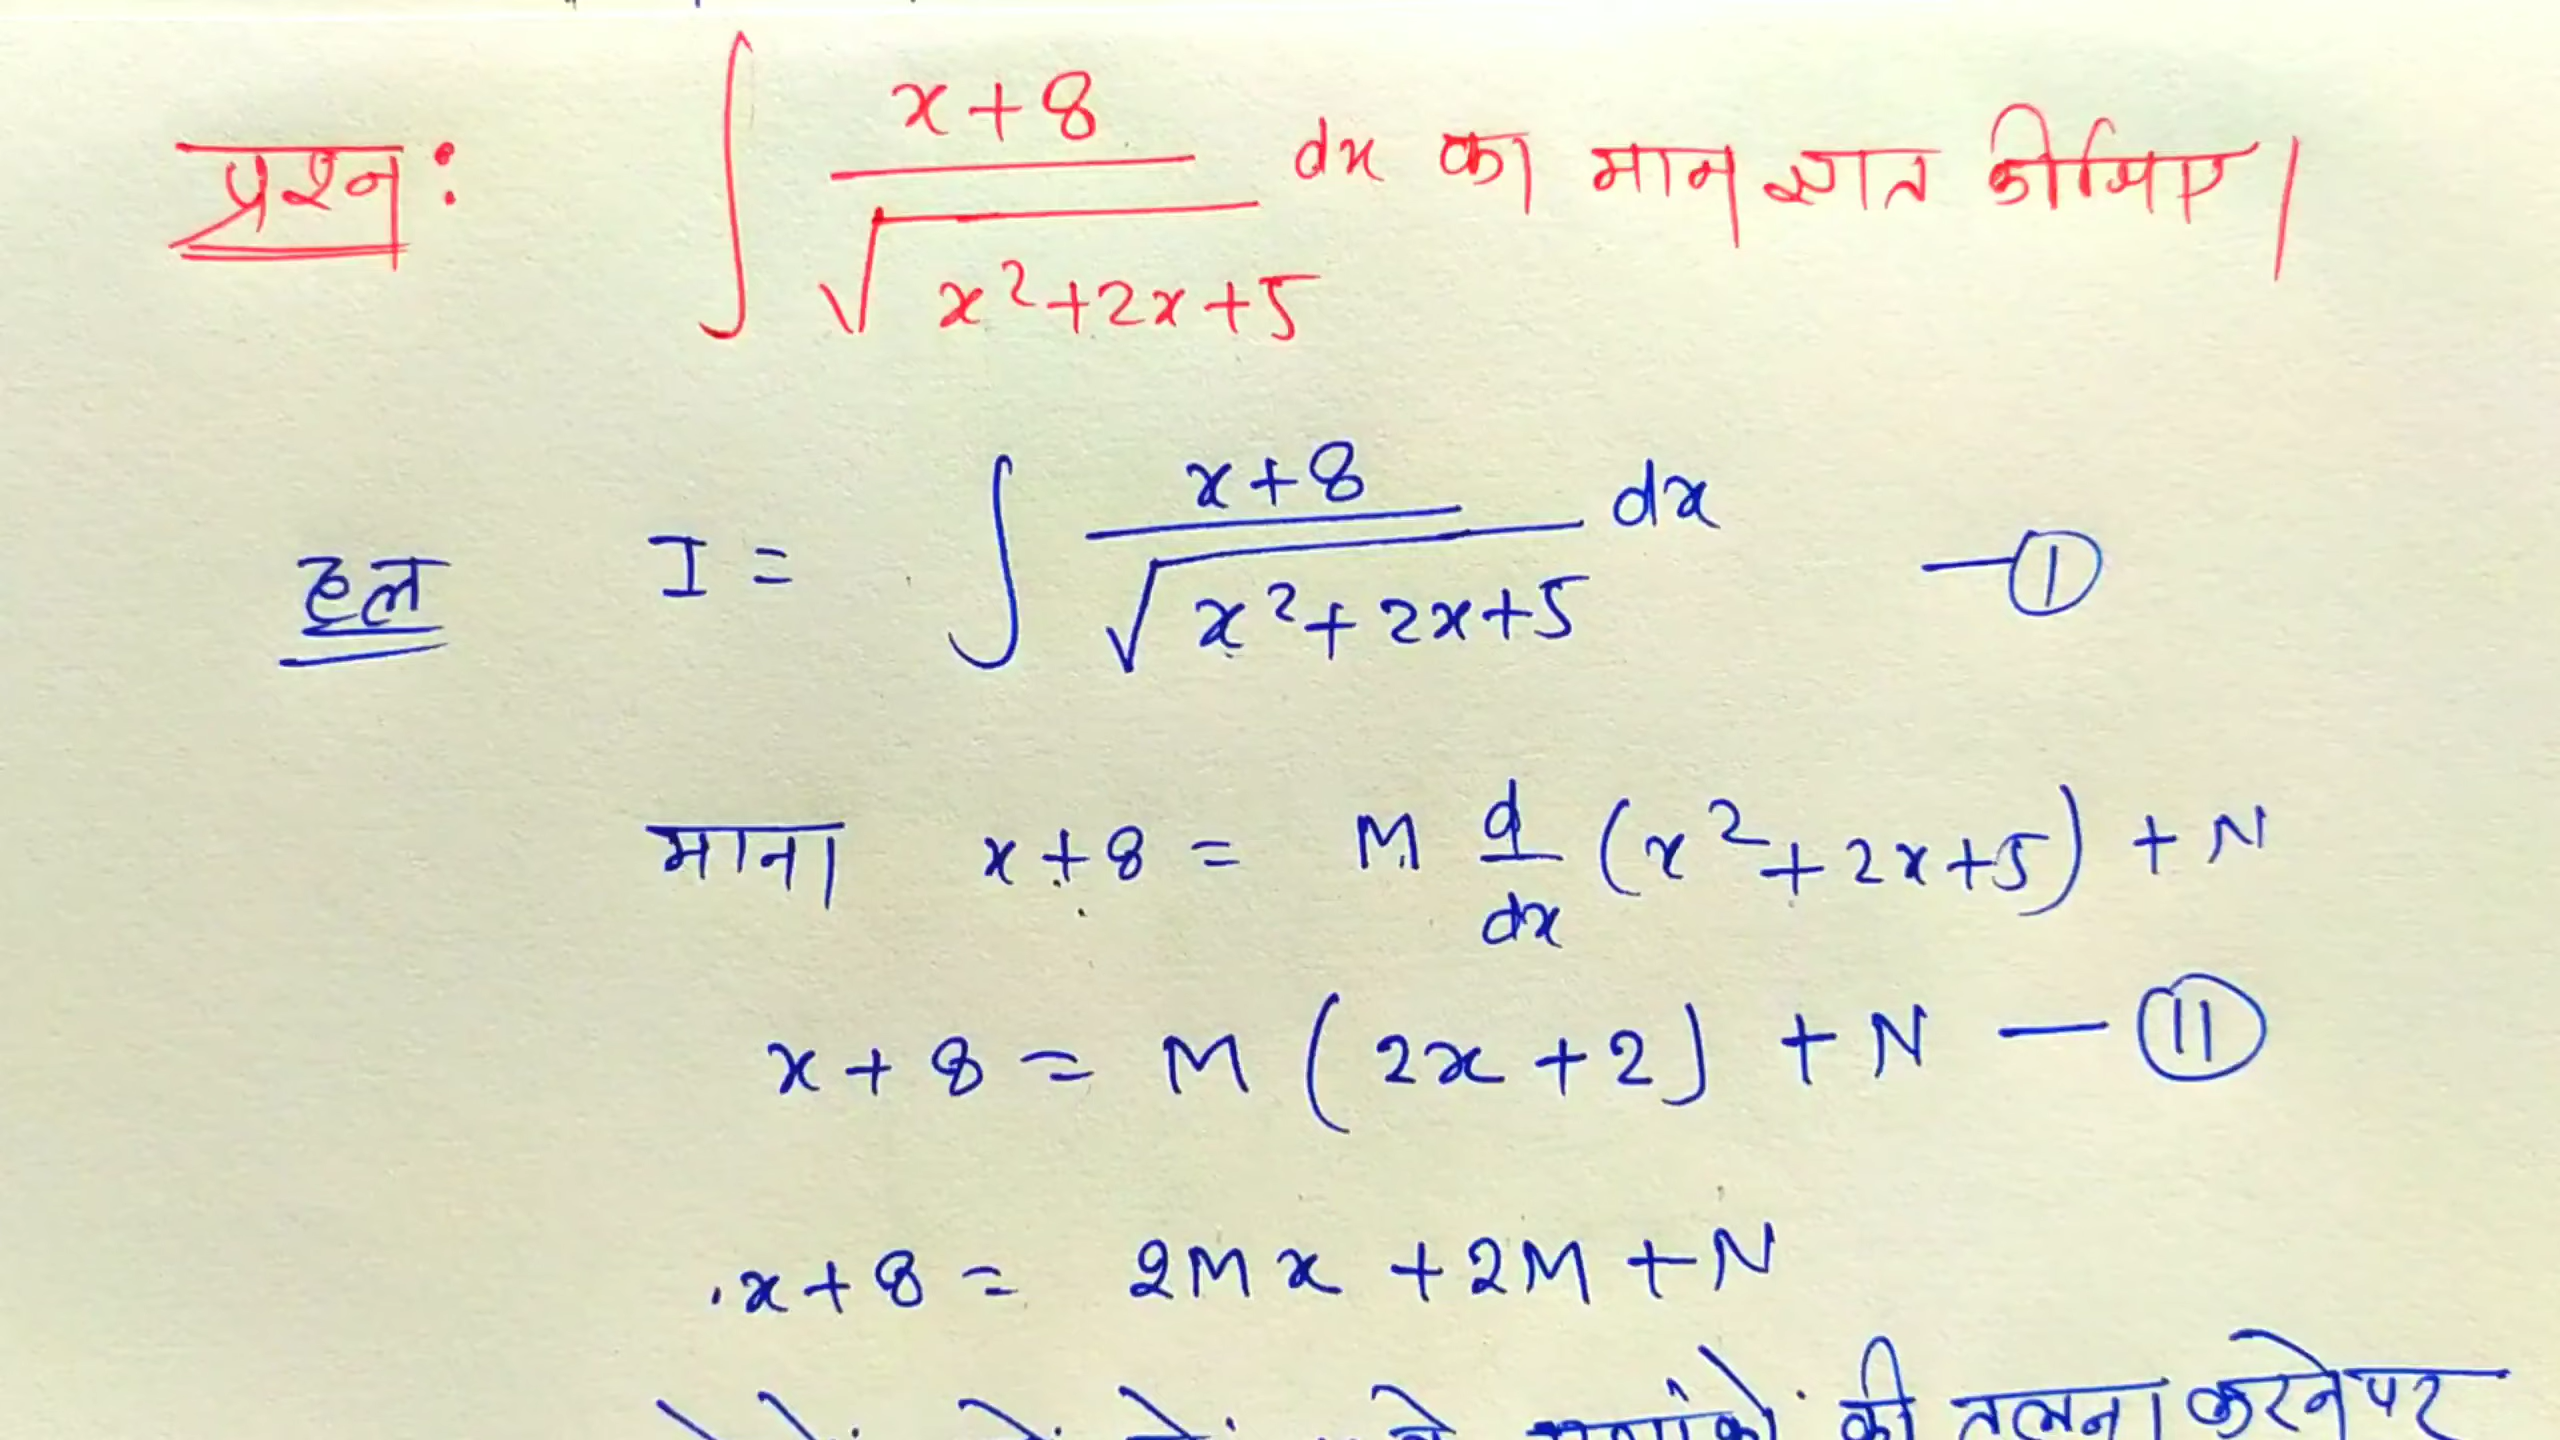 प्रश्न: ∫ x+8 / √x²+2x+5 dx का मान ज्ञात कीजिए।
हल I = ∫ x+8 / √x²+2x+5 dx —①
माना x+8 = M d/dx (x²+2x+5) + N
x+8 = M (2x+2) + N — ⑪
x+8 = 2Mx +2M +N
की तुलना करने पर